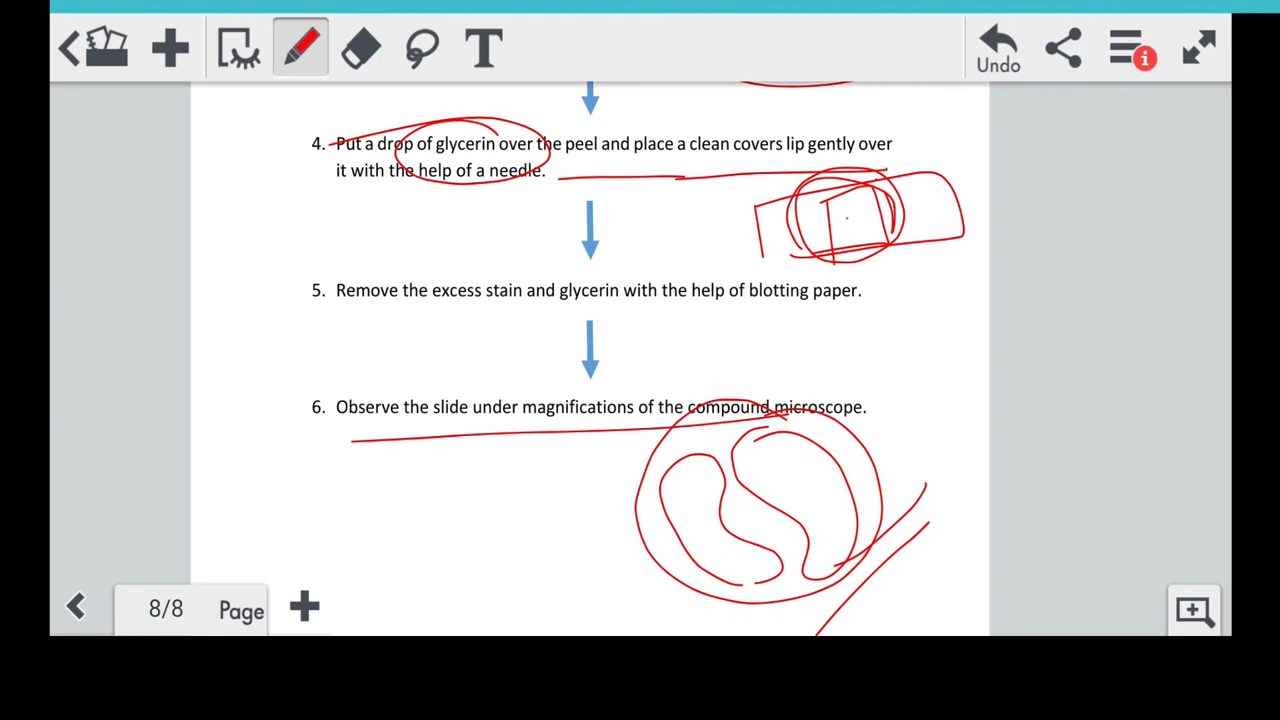 Undo
4. Put a drop of glycerin over the peel and place a clean covers lip gently over
it with the help of a needle.
5. Remove the excess stain and glycerin with the help of blotting paper.
6. Observe the slide under magnifications of the compound microscope.
8/8 Page